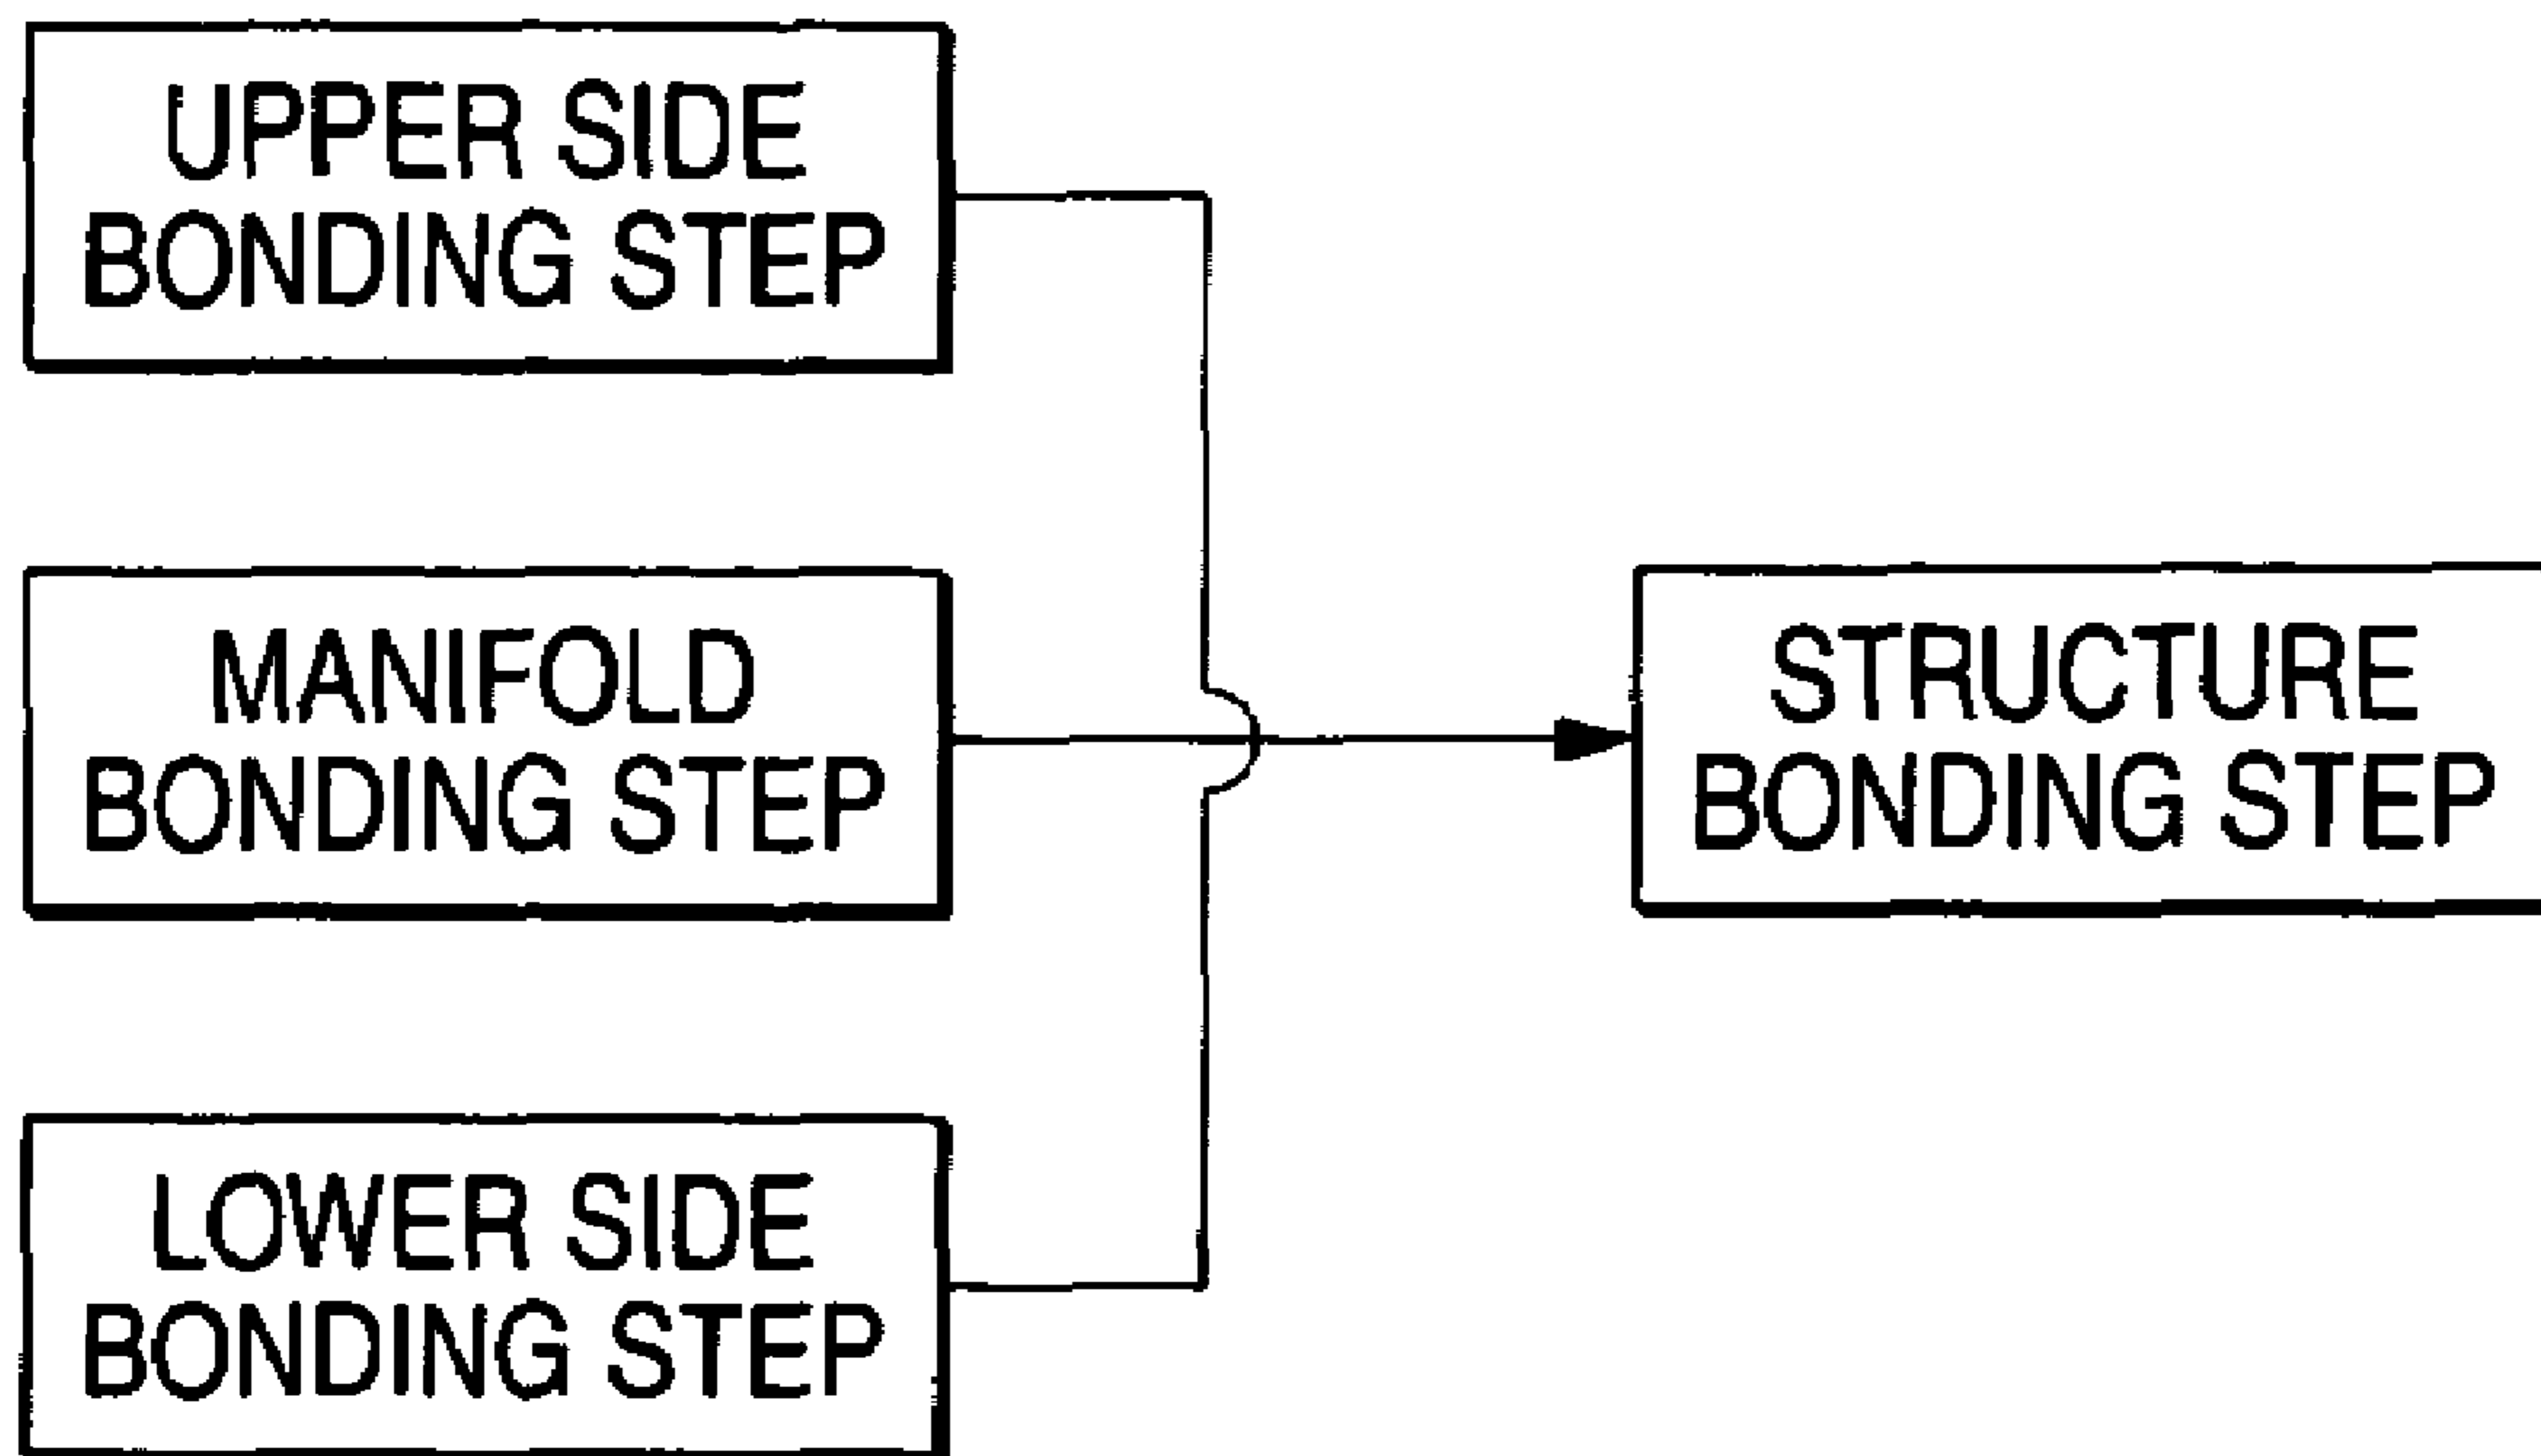 UPPER SIDE
BONDING STEP
MANIFOLD
BONDING STEP
STRUCTURE
BONDING STEP
LOWER SIDE
BONDING STEP